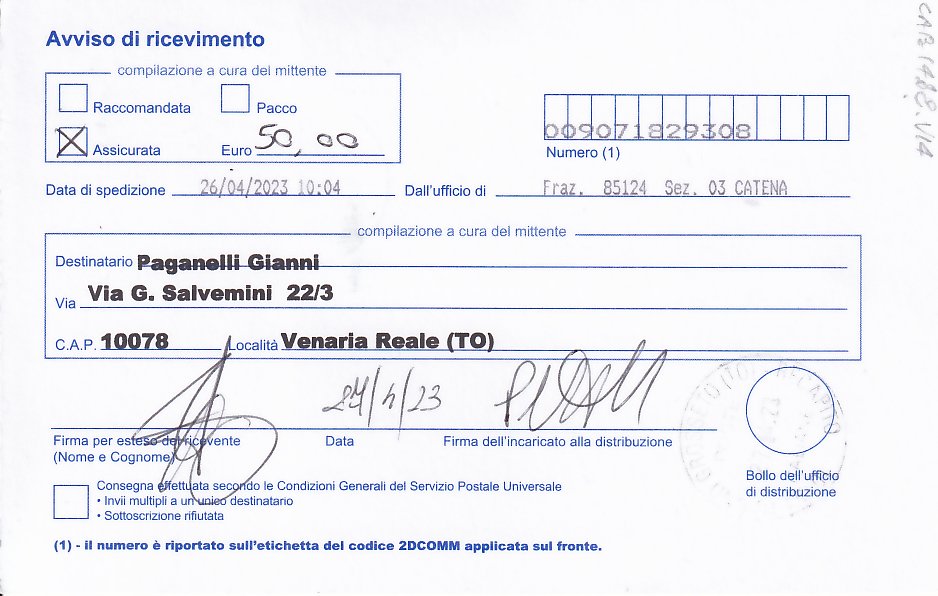 Avviso di ricevimento
compilazione a cura del mittente
Raccomandata Pacco
Assicurata Euro 50,00
009071829308
Numero (1)
Data di spedizione 26/04/2023 10:04 Dall'ufficio di Fraz. 85124 Sez. 03 CATENA
compilazione a cura del mittente
Destinatario Paganelli Gianni
Via Via G. Salvemini 22/3
C.A.P. 10078 Località Venaria Reale (TO)
27/4/23
Firma per esteso del ricevente Data Firma dell'incaricato alla distribuzione
(Nome e Cognome)
Bollo dell'ufficio
di distribuzione
Consegna effettuata secondo le Condizioni Generali del Servizio Postale Universale
• Invii multipli a un unico destinatario
• Sottoscrizione rifiutata
(1) - il numero è riportato sull'etichetta del codice 2DCOMM applicata sul fronte.